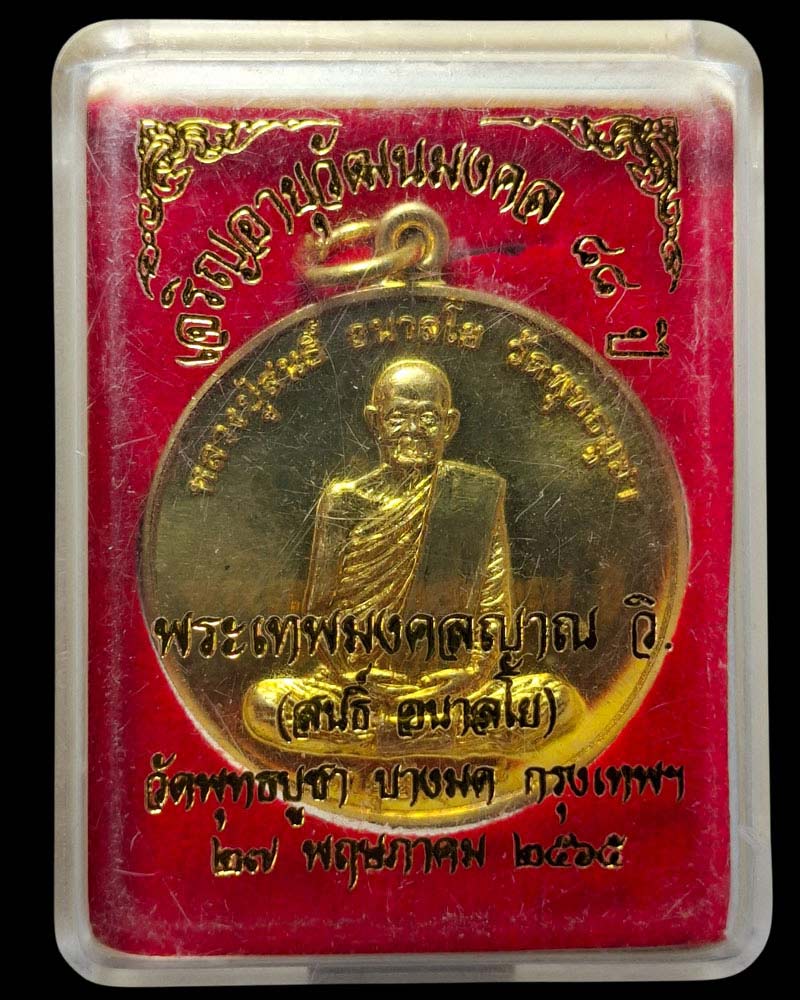 เจริญอายุวัฒนมงคล ๘๘ ปี
หลวงปู่สนธิ์ อนาลโย วัดพุทธบูชา
พระเทพมงคลญาณ วิ.
(สนธิ์ อนาลโย)
วัดพุทธบูชา บางมด กรุงเทพฯ
๒๗ พฤษภาคม ๒๕๖๕